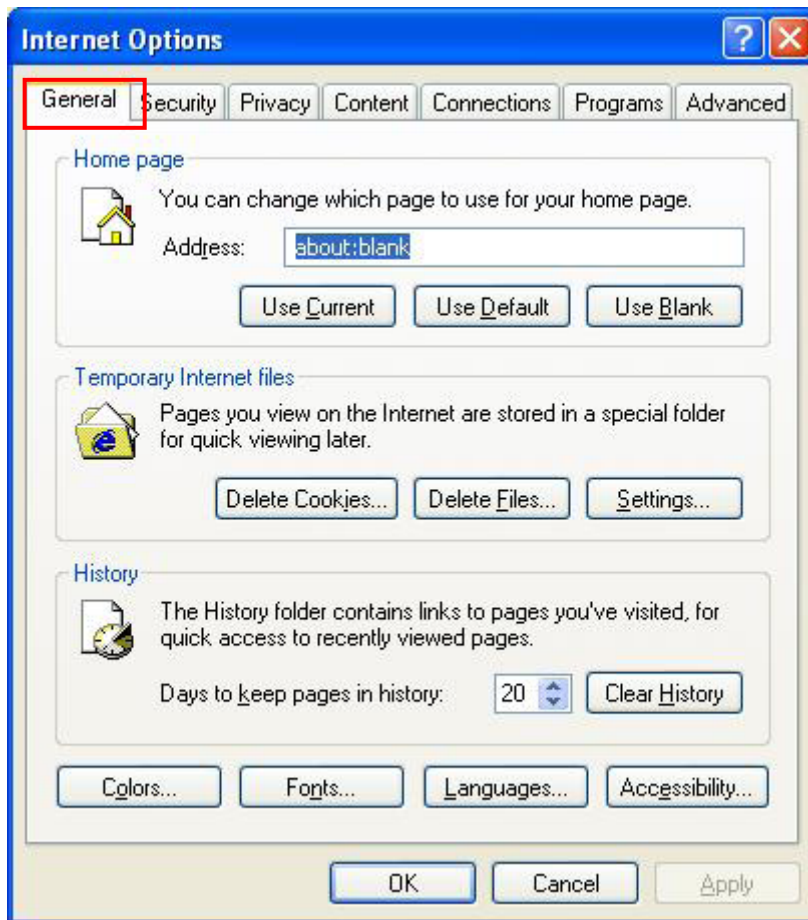 Internet Options
General Security Privacy Content Connections Programs Advanced
Home page
You can change which page to use for your home page.
Address: about:blank
Use Current Use Default Use Blank
Temporary Internet files
Pages you view on the Internet are stored in a special folder
for quick viewing later.
Delete Cookies... Delete Files... Settings...
History
The History folder contains links to pages you've visited, for
quick access to recently viewed pages.
Days to keep pages in history: 20 Clear History
Colors... Fonts... Languages... Accessibility...
OK Cancel Apply